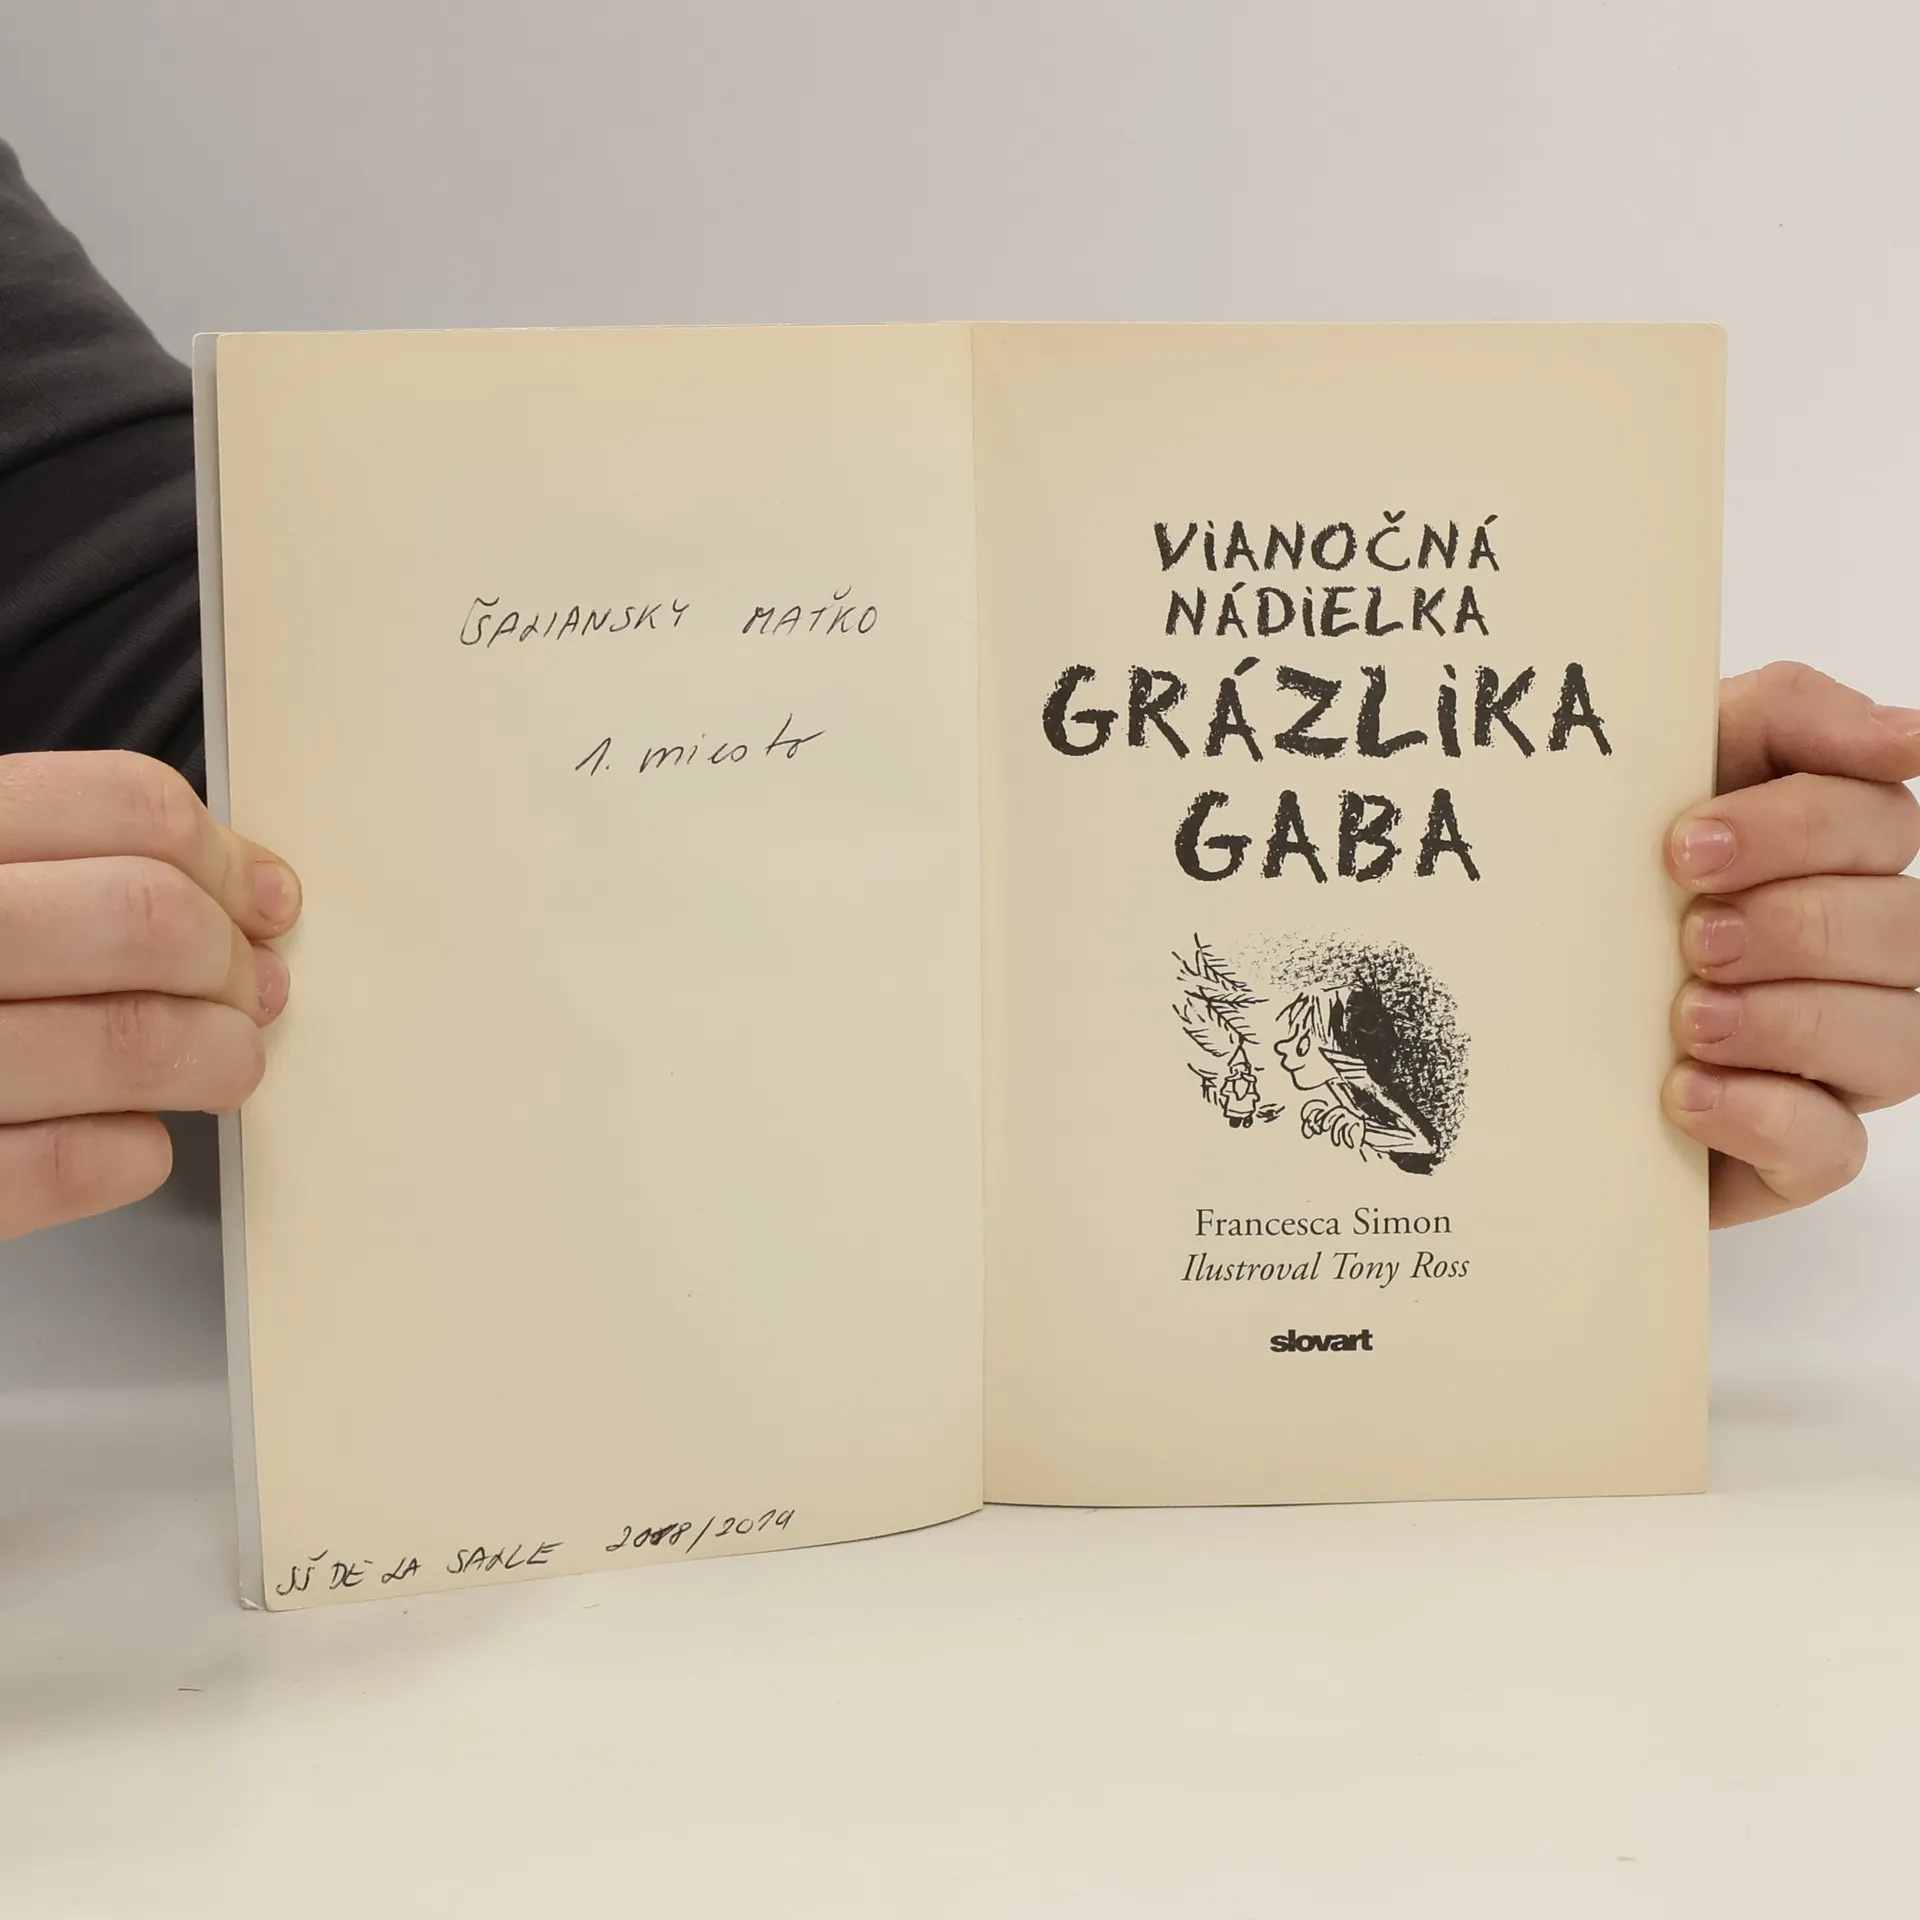 ŠALIANSKY MAŤKO
1. miesto
SŠ DE LA SALLE 2018/2019
VIANOČNÁ
NÁDIELKA
GRÁZLIKA
GABA
Francesca Simon
Ilustroval Tony Ross
slovart